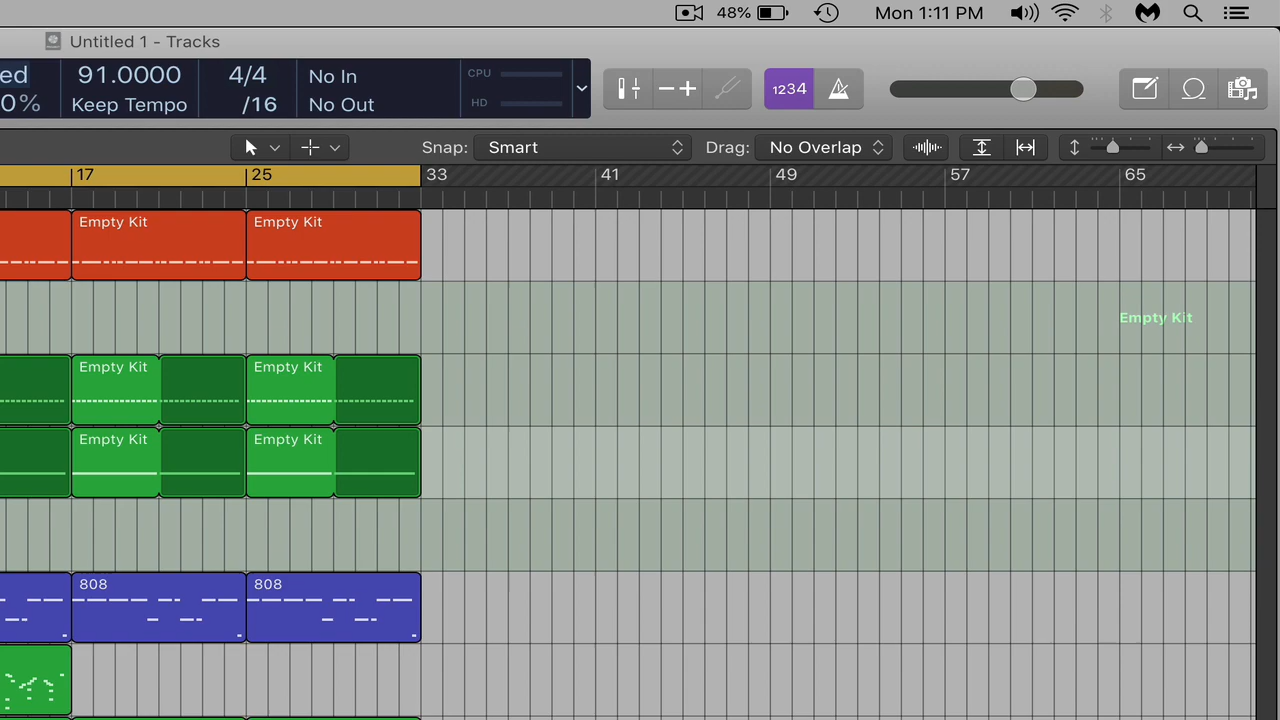 48%
Mon 1:11 PM
Untitled 1 - Tracks
ed
91.0000
4/4
No In
CPU
0%
Keep Tempo
/16
No Out
HD
1234
Snap: Smart
Drag: No Overlap
17 25 33 41 49 57 65
Empty Kit Empty Kit
Empty Kit
Empty Kit Empty Kit
Empty Kit Empty Kit
808 808